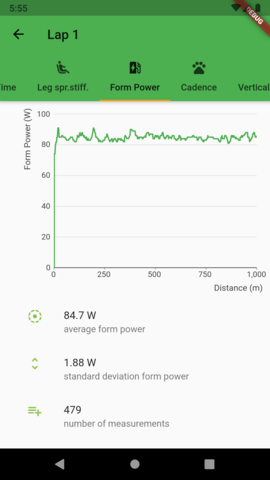 5:55
DEBUG
Lap 1
Leg spr.stiff.
Form Power
Cadence
Vertical
Form Power (W)
100
80
60
40
20
0
0
250
500
750
1,000
Distance (m)
84.7 W
average form power
1.88 W
standard deviation form power
479
number of measurements